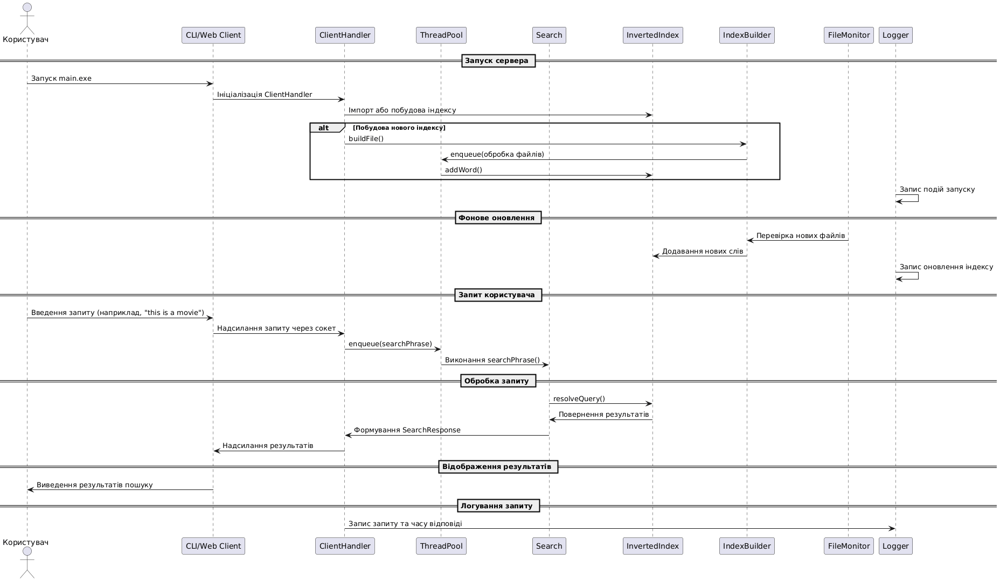 Користувач
CLI/Web Client
ClientHandler
ThreadPool
Search
InvertedIndex
IndexBuilder
FileMonitor
Logger
Запуск сервера
Запуск main.exe
Ініціалізація ClientHandler
Імпорт або побудова індексу
alt
[Побудова нового індексу]
buildFile()
enqueue(обробка файлів)
addWord()
Запис подій запуску
Фонове оновлення
Перевірка нових файлів
Додавання нових слів
Запис оновлення індексу
Запит користувача
Введення запиту (наприклад, "this is a movie")
Надсилання запиту через сокет
enqueue(searchPhrase)
Виконання searchPhrase()
Обробка запиту
resolveQuery()
Повернення результатів
Формування SearchResponse
Надсилання результатів
Відображення результатів
Виведення результатів пошуку
Логування запиту
Запис запиту та часу відповіді
Користувач
CLI/Web Client
ClientHandler
ThreadPool
Search
InvertedIndex
IndexBuilder
FileMonitor
Logger